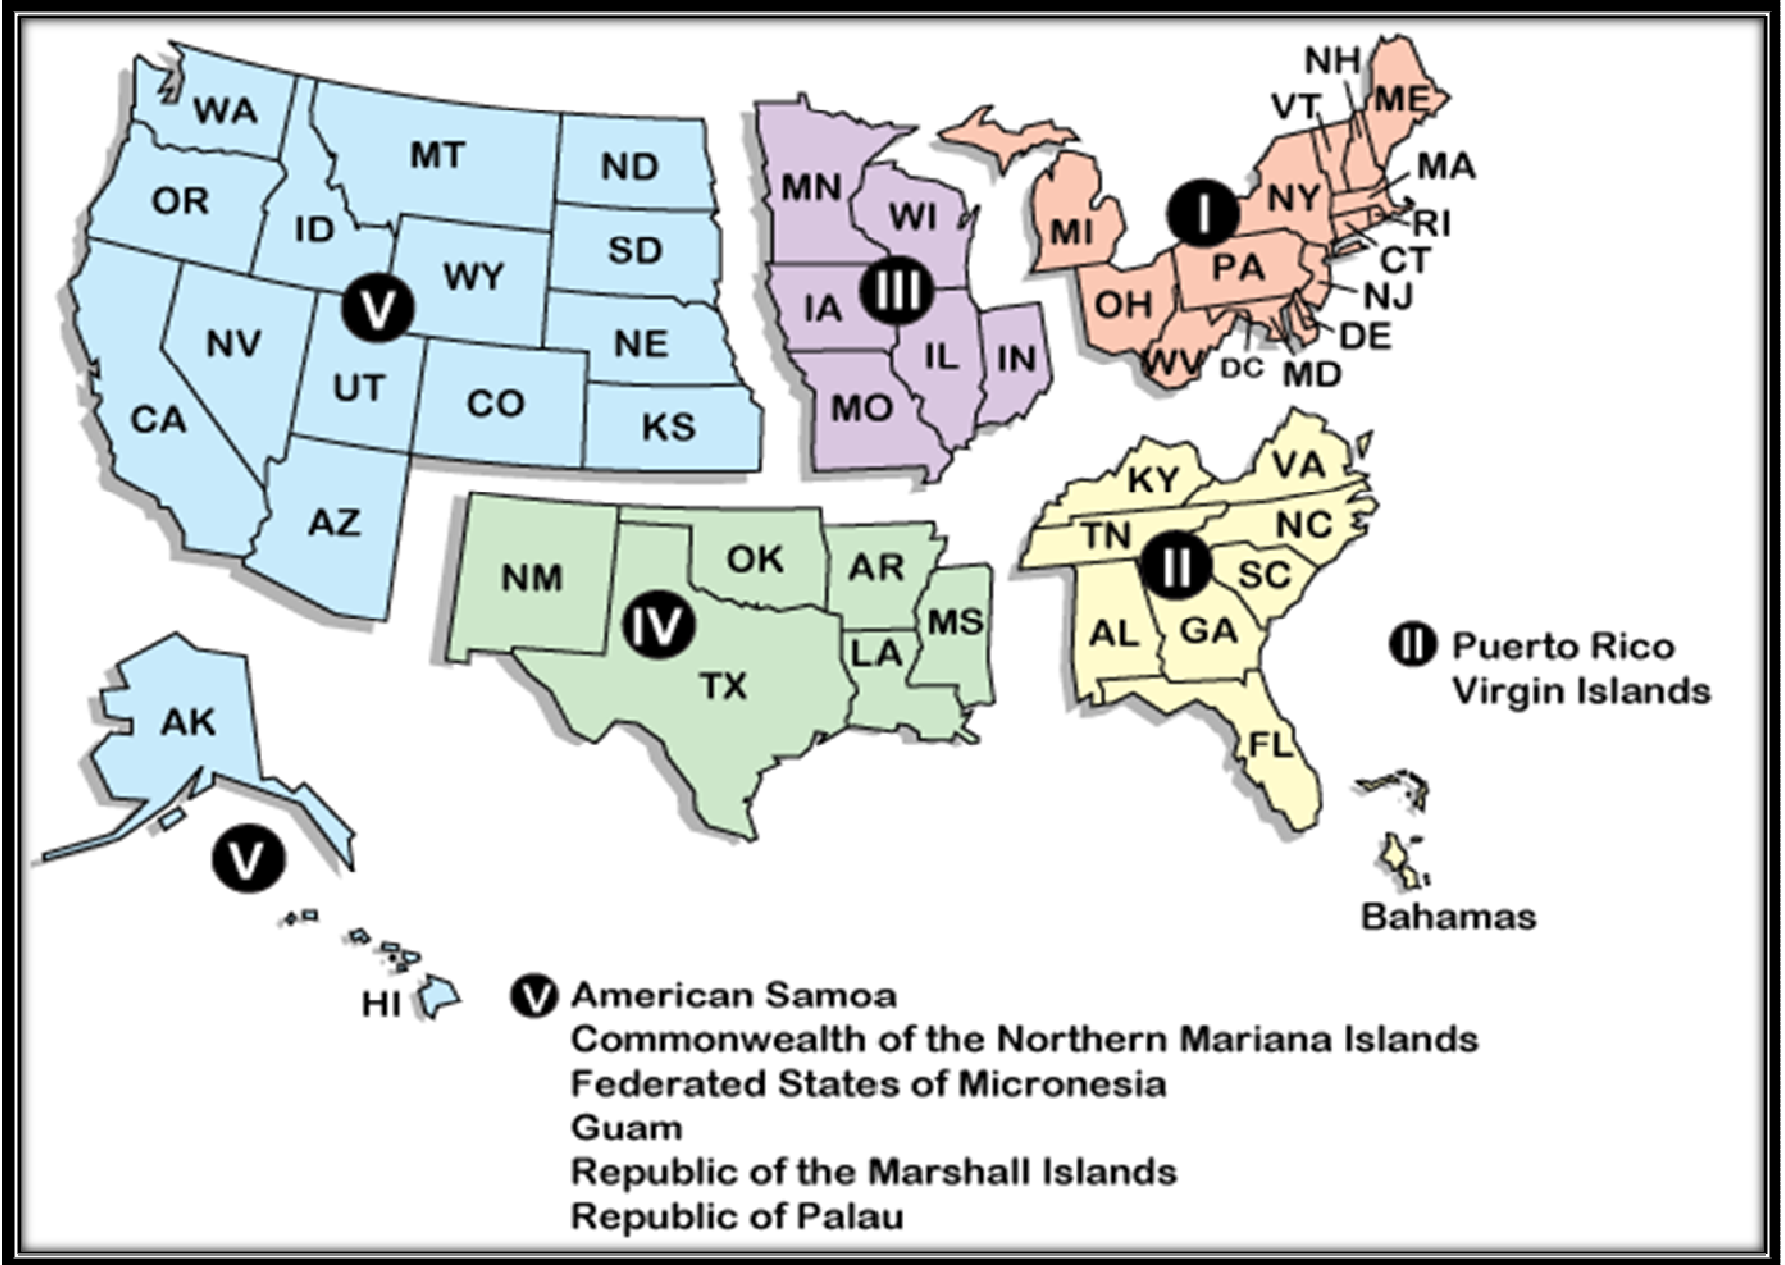 WA
OR
CA
ID
NV
MT
WY
UT
AZ
CO
ND
SD
NE
KS
V
MN
WI
IA
III
IL
IN
MO
NH
VT
ME
MA
NY
I
MI
RI
CT
PA
NJ
OH
DE
WV
DC
MD
NM
OK
AR
IV
MS
LA
TX
KY
VA
TN
NC
II
SC
AL
GA
FL
II Puerto Rico
Virgin Islands
Bahamas
AK
V
HI
V American Samoa
Commonwealth of the Northern Mariana Islands
Federated States of Micronesia
Guam
Republic of the Marshall Islands
Republic of Palau